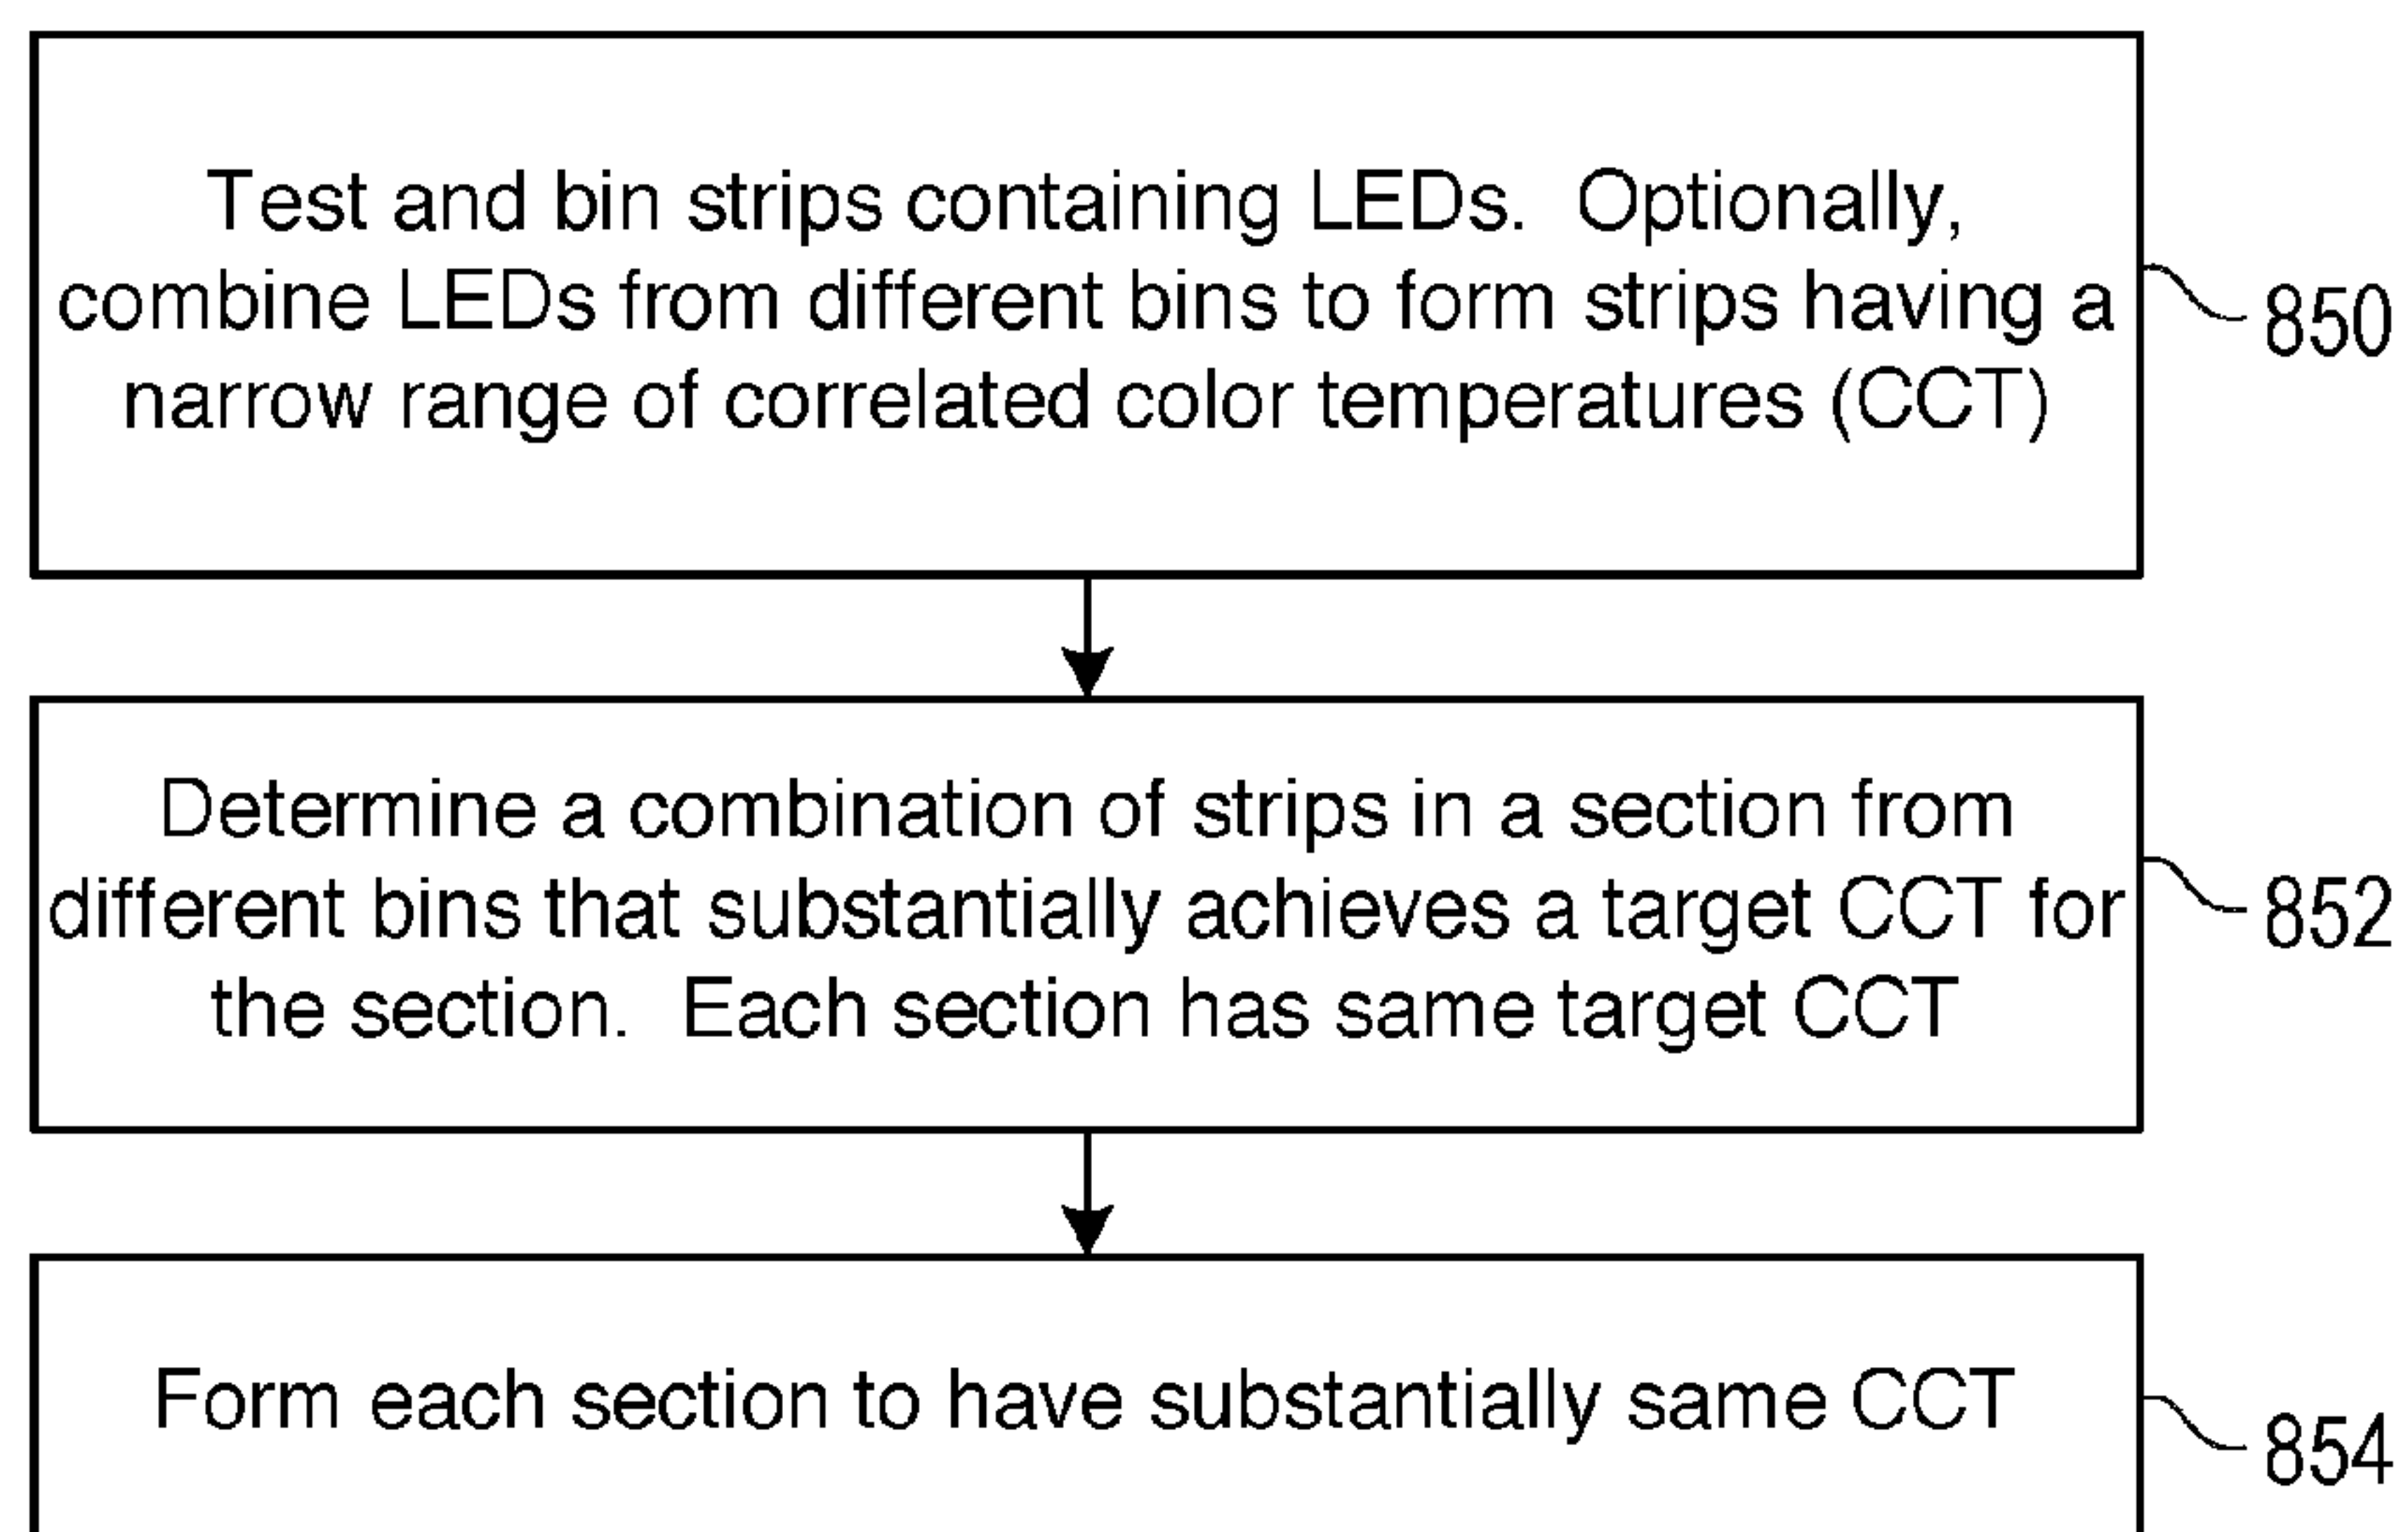 Test and bin strips containing LEDs. Optionally,
combine LEDs from different bins to form strips having a
narrow range of correlated color temperatures (CCT)
850
Determine a combination of strips in a section from
different bins that substantially achieves a target CCT for
the section. Each section has same target CCT
852
Form each section to have substantially same CCT
854